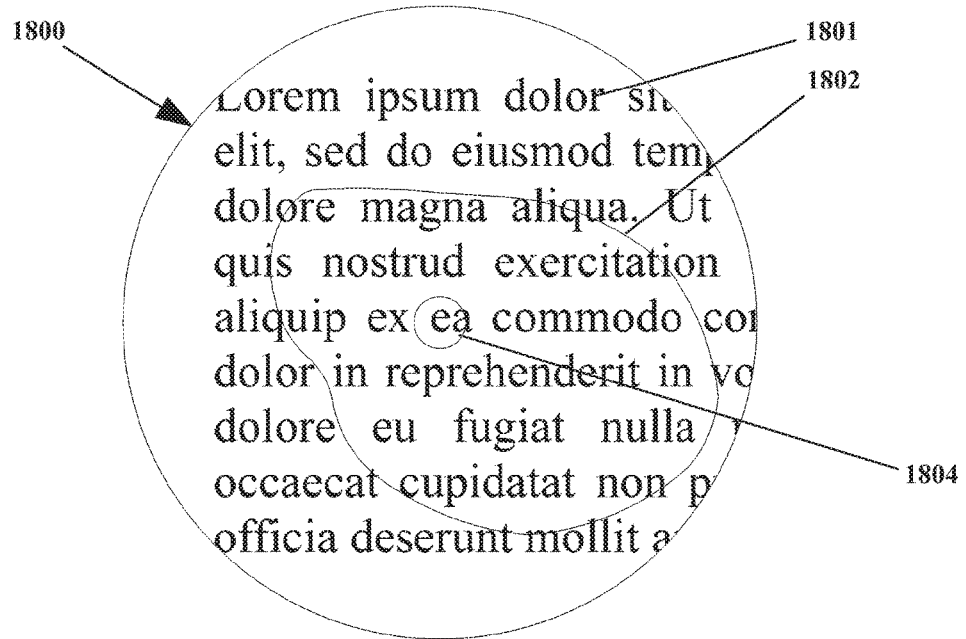 1800
1801
1802
Lorem ipsum dolor sit
elit, sed do eiusmod temp
dolore magna aliqua. Ut
quis nostrud exercitation
aliquip ex ea commodo con
dolor in reprehenderit in vo
dolore eu fugiat nulla
occaecat cupidatat non p
officia deserunt mollit a
1804